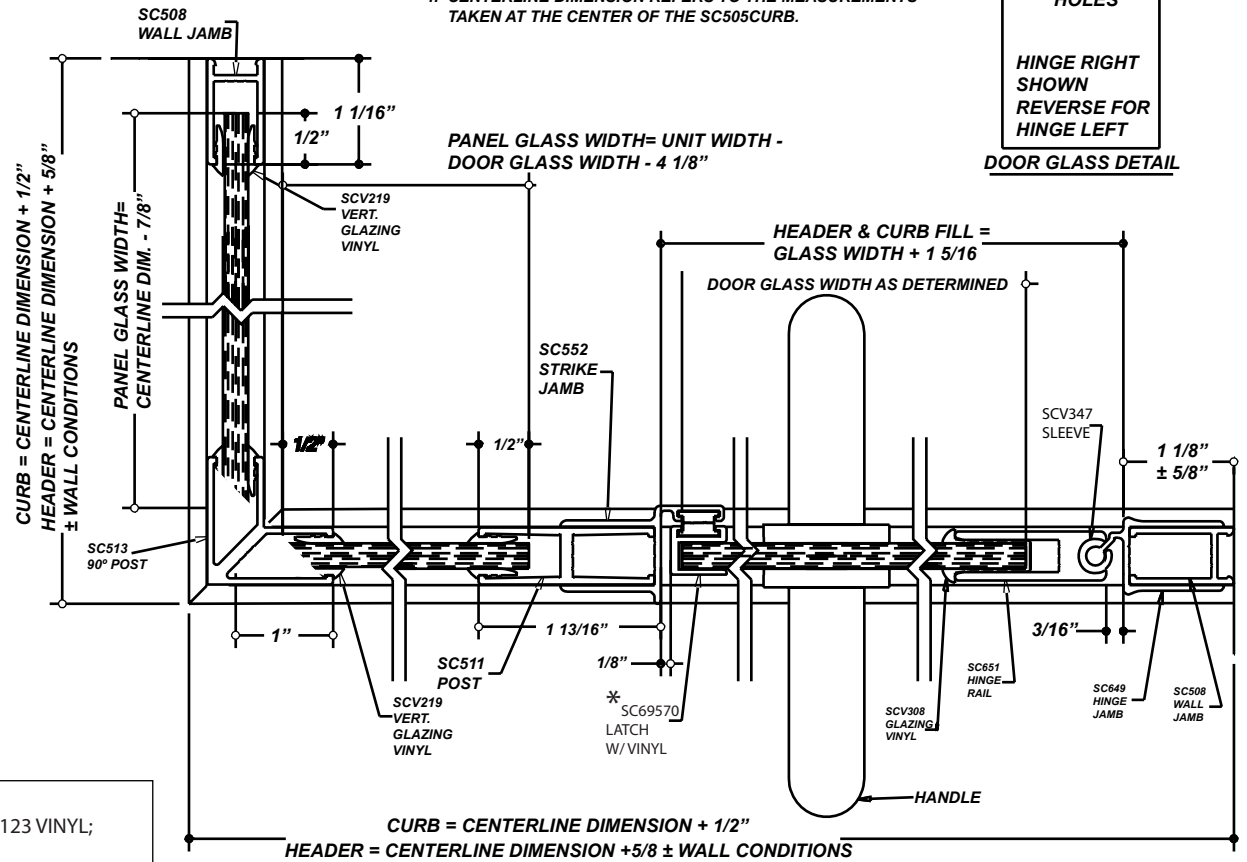 TAKEN AT THE CENTER OF THE SC505CURB.
HOLES
HINGE RIGHT
SHOWN
REVERSE FOR
HINGE LEFT
DOOR GLASS DETAIL
SC508
WALL JAMB
1 1/16”
1/2”
PANEL GLASS WIDTH= UNIT WIDTH -
DOOR GLASS WIDTH - 4 1/8”
SCV219
VERT.
GLAZING
VINYL
CURB = CENTERLINE DIMENSION + 1/2”
HEADER = CENTERLINE DIMENSION + 5/8”
± WALL CONDITIONS
PANEL GLASS WIDTH=
CENTERLINE DIM. - 7/8”
HEADER & CURB FILL =
GLASS WIDTH + 1 5/16
DOOR GLASS WIDTH AS DETERMINED
SC552
STRIKE
JAMB
SCV347
SLEEVE
1/2”
1/2”
1 1/8”
± 5/8”
SC513
90º POST
1”
1 13/16”
1/8”
3/16”
SC511
POST
SCV219
VERT.
GLAZING
VINYL
*
SC69570
LATCH
W/ VINYL
SCV308
GLAZING
VINYL
SC651
HINGE
RAIL
SC649
HINGE
JAMB
SC508
WALL
JAMB
HANDLE
123 VINYL;
CURB = CENTERLINE DIMENSION + 1/2”
HEADER = CENTERLINE DIMENSION +5/8 ± WALL CONDITIONS